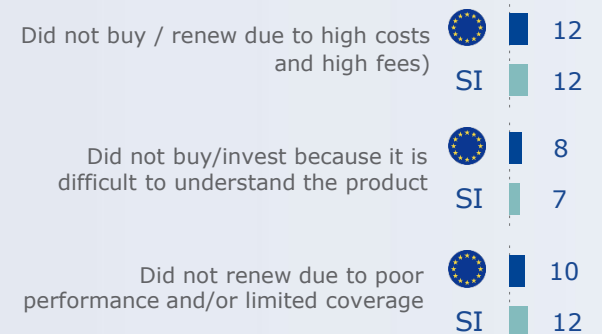 Did not buy / renew due to high costs
and high fees)
12
SI 12
Did not buy/invest because it is
difficult to understand the product
8
SI 7
Did not renew due to poor
performance and/or limited coverage
10
SI 12